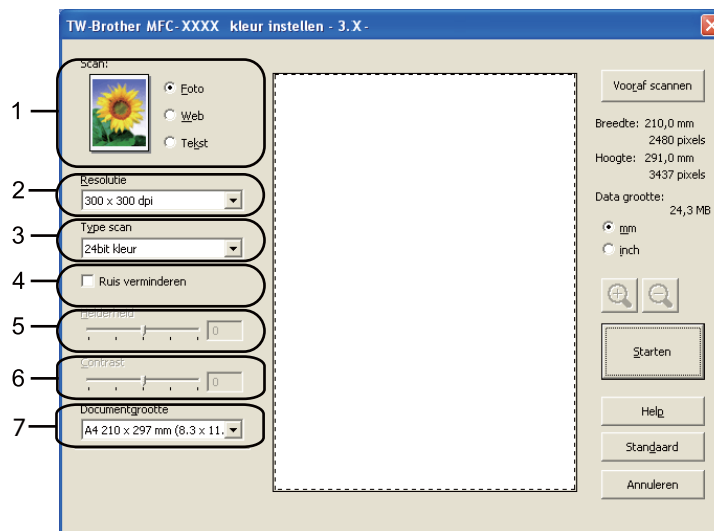 TW-Brother MFC-XXXX kleur instellen - 3.X -
1
Scan:
Foto
Web
Tekst
2
Resolutie
300 x 300 dpi
3
Type scan
24bit kleur
4
Ruis verminderen
5
Helderheid
0
6
Contrast
0
7
Documentgrootte
A4 210 x 297 mm (8.3 x 11.
Vooraf scannen
Breedte: 210,0 mm
2480 pixels
Hoogte: 291,0 mm
3437 pixels
Data grootte:
24,3 MB
mm
inch
Starten
Help
Standaard
Annuleren